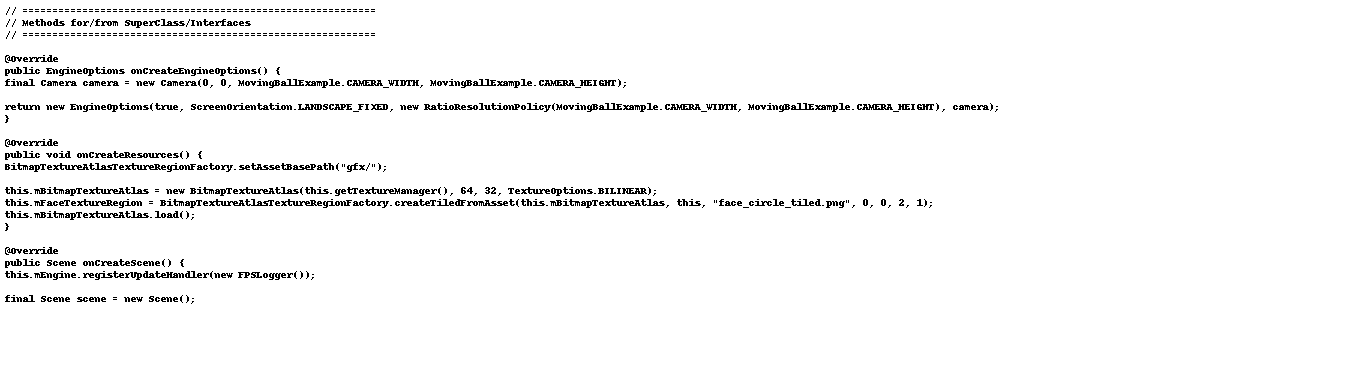 // ===========================================================
// Methods for/from SuperClass/Interfaces
// ===========================================================
@Override
public EngineOptions onCreateEngineOptions() {
final Camera camera = new Camera(0, 0, MovingBallExample.CAMERA_WIDTH, MovingBallExample.CAMERA_HEIGHT);
return new EngineOptions(true, ScreenOrientation.LANDSCAPE_FIXED, new RatioResolutionPolicy(MovingBallExample.CAMERA_WIDTH, MovingBallExample.CAMERA_HEIGHT), camera);
}
@Override
public void onCreateResources() {
BitmapTextureAtlasTextureRegionFactory.setAssetBasePath("gfx/");
this.mBitmapTextureAtlas = new BitmapTextureAtlas(this.getTextureManager(), 64, 32, TextureOptions.BILINEAR);
this.mFaceTextureRegion = BitmapTextureAtlasTextureRegionFactory.createTiledFromAsset(this.mBitmapTextureAtlas, this, "face_circle_tiled.png", 0, 0, 2, 1);
this.mBitmapTextureAtlas.load();
}
@Override
public Scene onCreateScene() {
this.mEngine.registerUpdateHandler(new FPSLogger());
final Scene scene = new Scene();